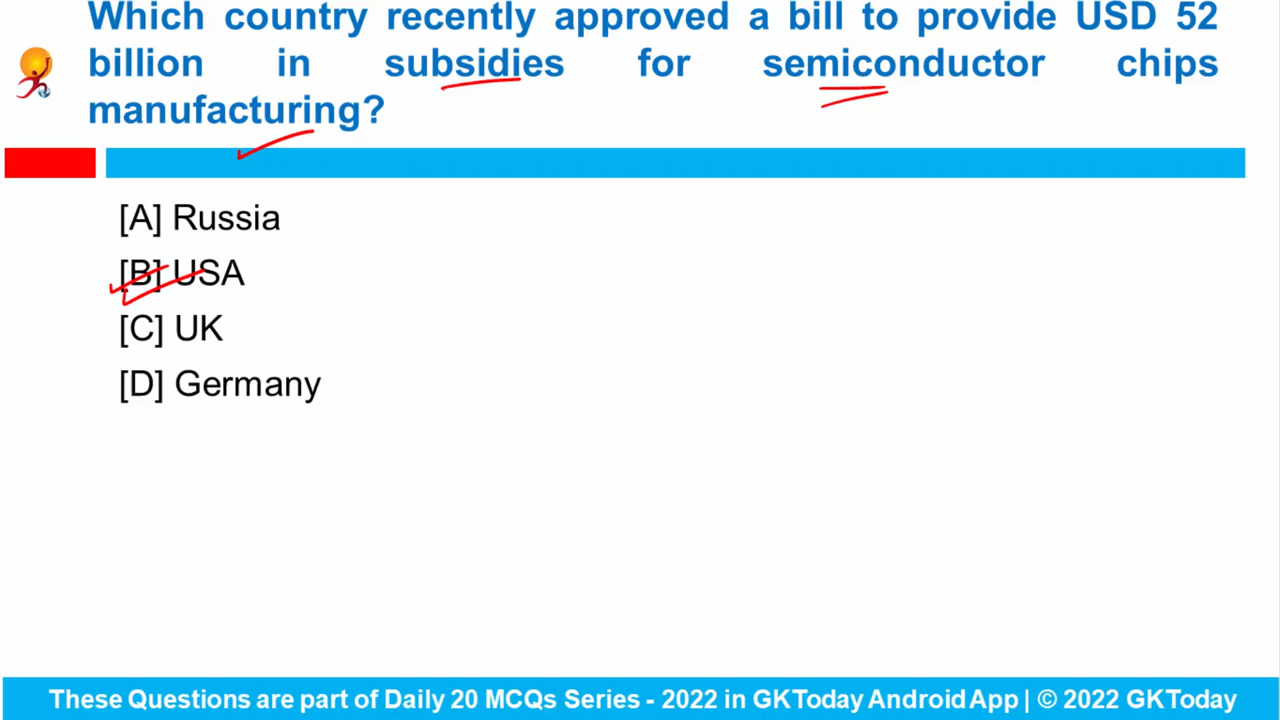 Which country recently approved a bill to provide USD 52
billion in subsidies for semiconductor chips
manufacturing?
[A] Russia
[B] USA
[C] UK
[D] Germany
These Questions are part of Daily 20 MCQs Series - 2022 in GKToday Android App | © 2022 GKToday